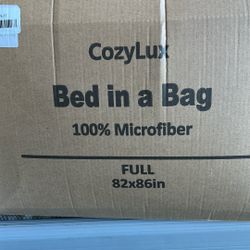 CozyLux
Bed in a Bag
100% Microfiber
FULL
82x86in